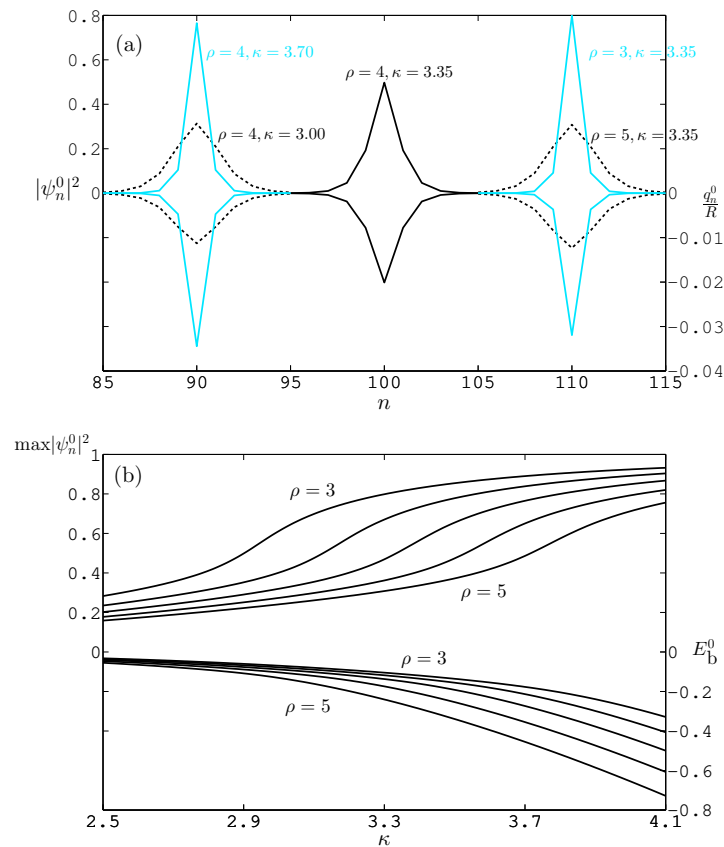 0.8
(a)
ρ = 4, κ = 3.70
ρ = 3, κ = 3.35
ρ = 4, κ = 3.35
0.6
0.4
ρ = 4, κ = 3.00
ρ = 5, κ = 3.35
0.2
|ψ_n^0|^2
0
0
q_n^0/R
−0.01
−0.02
−0.03
−0.04
85 90 95 100 105 110 115
n
max|ψ_n^0|^2
1
(b)
ρ = 3
0.8
0.6
0.4
ρ = 5
0.2
0
ρ = 3
0
E_b^0
−0.2
ρ = 5
−0.4
−0.6
−0.8
2.5 2.9 3.3 3.7 4.1
κ